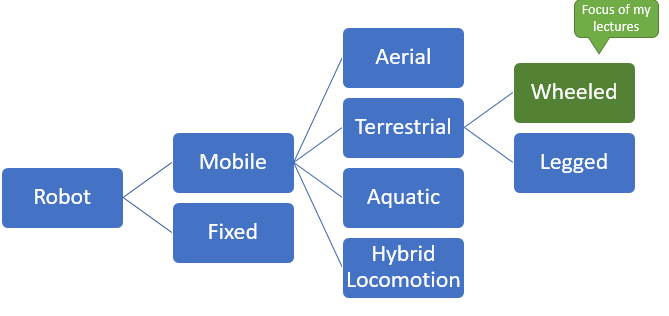 Focus of my
lectures
Aerial
Wheeled
Terrestrial
Mobile
Legged
Robot
Aquatic
Fixed
Hybrid
Locomotion